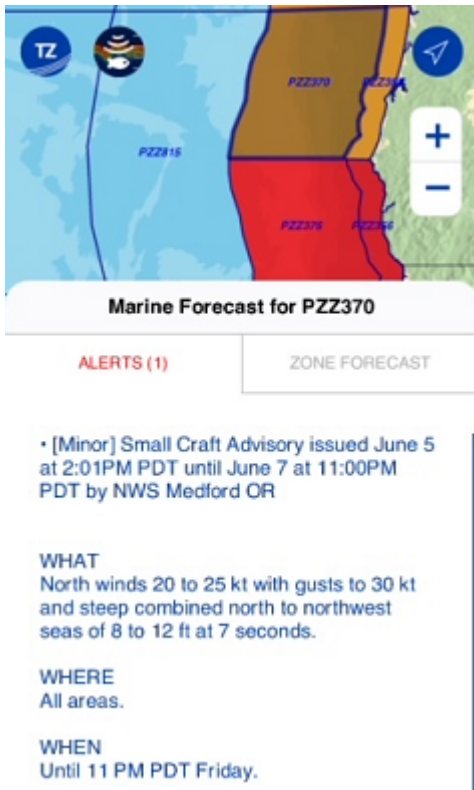 TZ
PZZ370
PZZ815
PZZ376
PZZ356
+
−
Marine Forecast for PZZ370
ALERTS (1)
ZONE FORECAST
• [Minor] Small Craft Advisory issued June 5
at 2:01PM PDT until June 7 at 11:00PM
PDT by NWS Medford OR
WHAT
North winds 20 to 25 kt with gusts to 30 kt
and steep combined north to northwest
seas of 8 to 12 ft at 7 seconds.
WHERE
All areas.
WHEN
Until 11 PM PDT Friday.